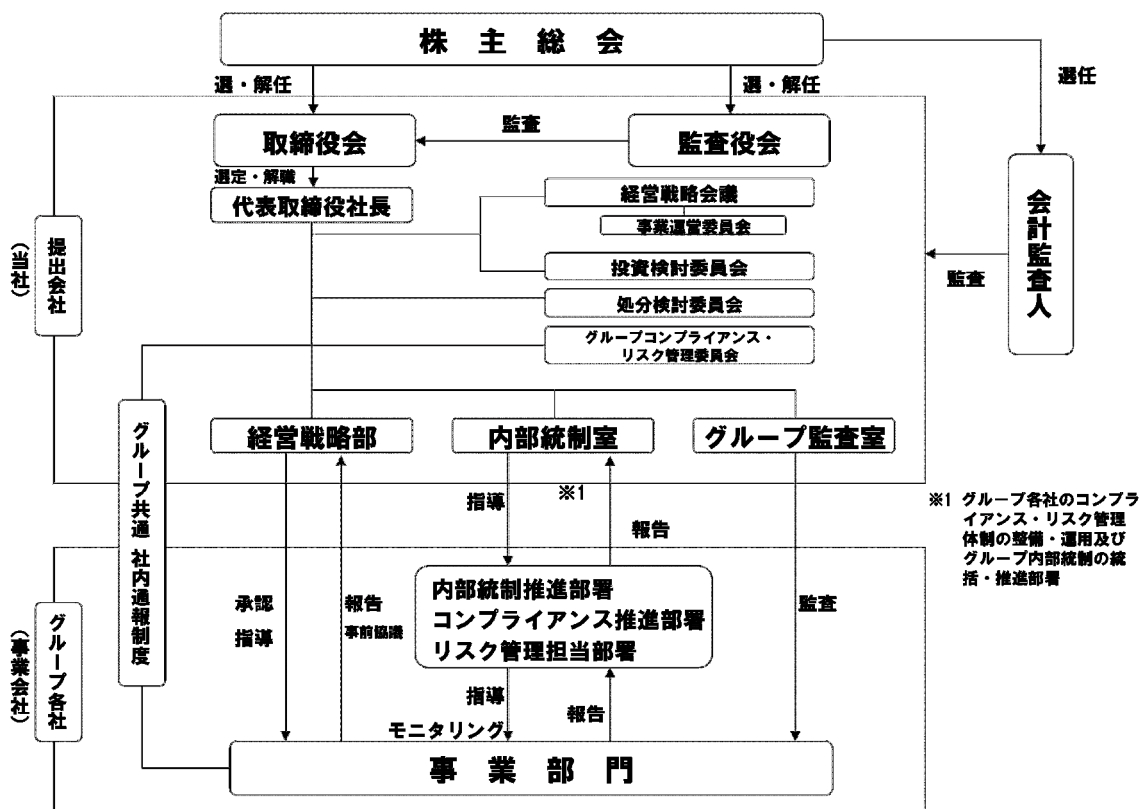 株主総会
選・解任
選・解任
選任
取締役会
監査
監査役会
選定・解職
代表取締役社長
経営戦略会議
事業運営委員会
投資検討委員会
処分検討委員会
グループコンプライアンス・
リスク管理委員会
会計監査人
監査
提出会社
(当社)
経営戦略部
内部統制室
グループ監査室
グループ共通 社内通報制度
指導
※1
報告
※1 グループ各社のコンプラ
イアンス・リスク管理
体制の整備・運用及び
グループ内部統制の統
括・推進部署
承認
指導
報告
事前協議
内部統制推進部署
コンプライアンス推進部署
リスク管理担当部署
監査
グループ各社
(事業会社)
指導
モニタリング
報告
事業部門